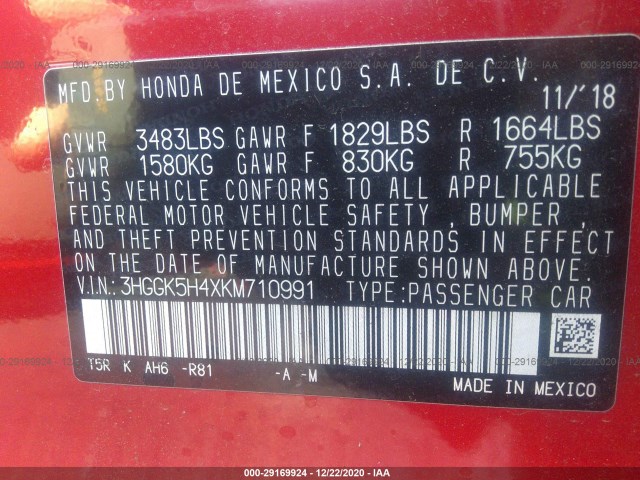 MFD.BY HONDA DE MEXICO S.A. DE C.V.
11/'18
GVWR 3483LBS GAWR F 1829LBS R 1664LBS
GVWR 1580KG GAWR F 830KG R 755KG
THIS VEHICLE CONFORMS TO ALL APPLICABLE
FEDERAL MOTOR VEHICLE SAFETY , BUMPER ,
AND THEFT PREVENTION STANDARDS IN EFFECT
ON THE DATE OF MANUFACTURE SHOWN ABOVE.
V.I.N.:3HGGK5H4XKM710991 TYPE:PASSENGER CAR
T5R K AH6 -R81 -A -M
MADE IN MEXICO
000-29169924 - 12/22/2020 - IAA